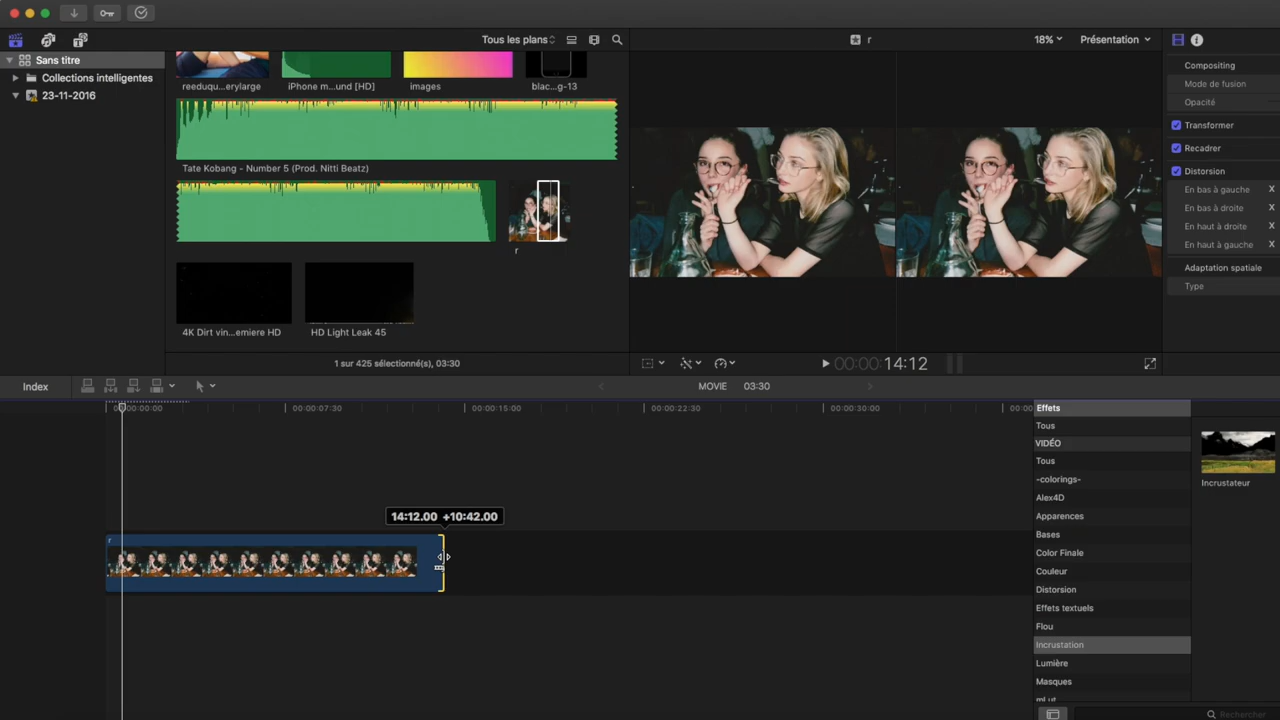 Tous les plans
r
18%
Présentation
Sans titre
Collections intelligentes
23-11-2016
reeduqu...erylarge
iPhone m...und [HD]
images
blac...g-13
Tate Kobang - Number 5 (Prod. Nitti Beatz)
r
4K Dirt vin...emiere HD
HD Light Leak 45
1 sur 425 sélectionné(s), 03:30
00:00:14:12
Compositing
Mode de fusion
Opacité
Transformer
Recadrer
Distorsion
En bas à gauche X
En bas à droite X
En haut à droite X
En haut à gauche X
Adaptation spatiale
Type
Index
MOVIE 03:30
00:00:00:00
00:00:07:30
00:00:15:00
00:00:22:30
00:00:30:00
00:00
14:12.00 +10:42.00
r
Effets
Tous
VIDÉO
Tous
-colorings-
Alex4D
Apparences
Bases
Color Finale
Couleur
Distorsion
Effets textuels
Flou
Incrustation
Lumière
Masques
mLut
Incrustateur
Rechercher